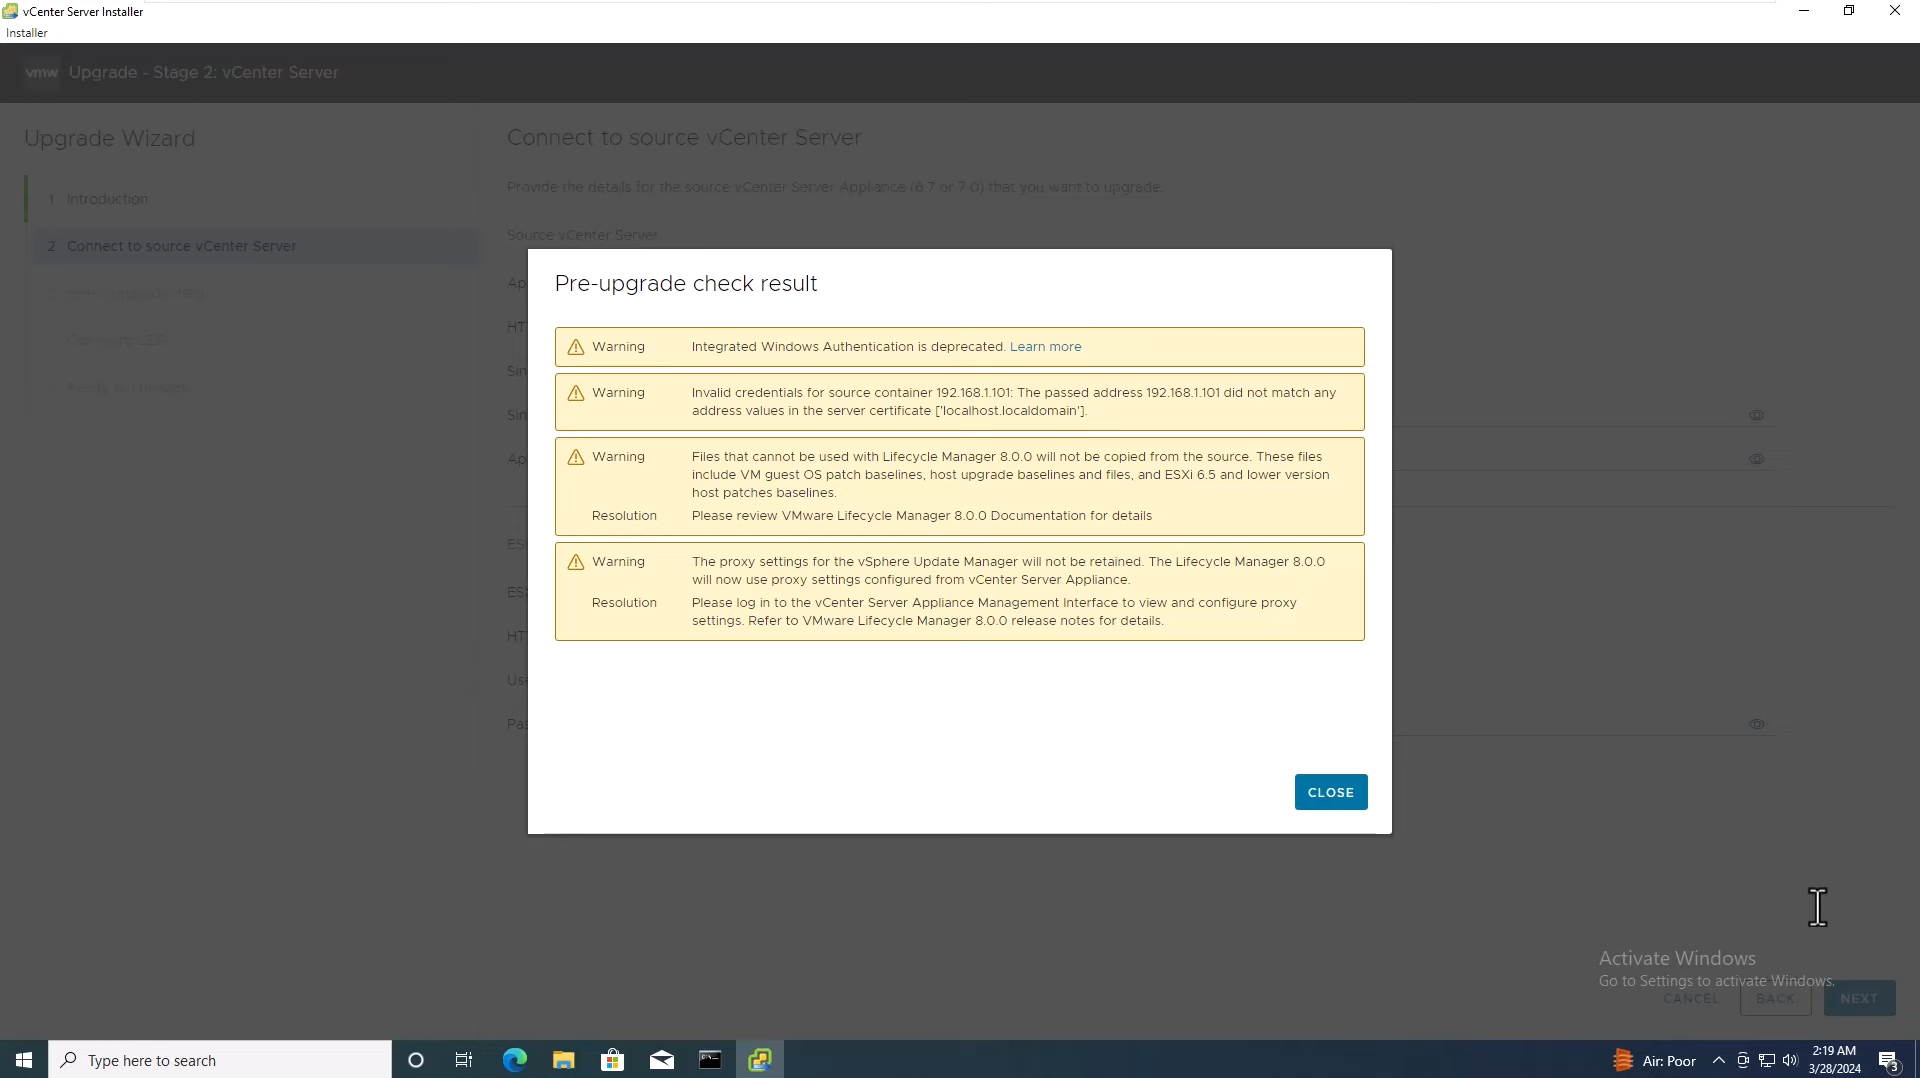 vCenter Server Installer
Installer
vmw Upgrade - Stage 2: vCenter Server
Upgrade Wizard
1 Introduction
2 Connect to source vCenter Server
Connect to source vCenter Server
Provide the details for the source vCenter Server Appliance (6.7 or 7.0) that you want to upgrade.
Source vCenter Server
Pre-upgrade check result
Warning Integrated Windows Authentication is deprecated. Learn more
Warning Invalid credentials for source container 192.168.1.101: The passed address 192.168.1.101 did not match any
address values in the server certificate ['localhost.localdomain'].
Warning Files that cannot be used with Lifecycle Manager 8.0.0 will not be copied from the source. These files
include VM guest OS patch baselines, host upgrade baselines and files, and ESXi 6.5 and lower version
host patches baselines.
Resolution Please review VMware Lifecycle Manager 8.0.0 Documentation for details
Warning The proxy settings for the vSphere Update Manager will not be retained. The Lifecycle Manager 8.0.0
will now use proxy settings configured from vCenter Server Appliance.
Resolution Please log in to the vCenter Server Appliance Management Interface to view and configure proxy
settings. Refer to VMware Lifecycle Manager 8.0.0 release notes for details.
CLOSE
Activate Windows
Go to Settings to activate Windows.
CANCEL BACK NEXT
Type here to search
Air: Poor
2:19 AM
3/28/2024
3